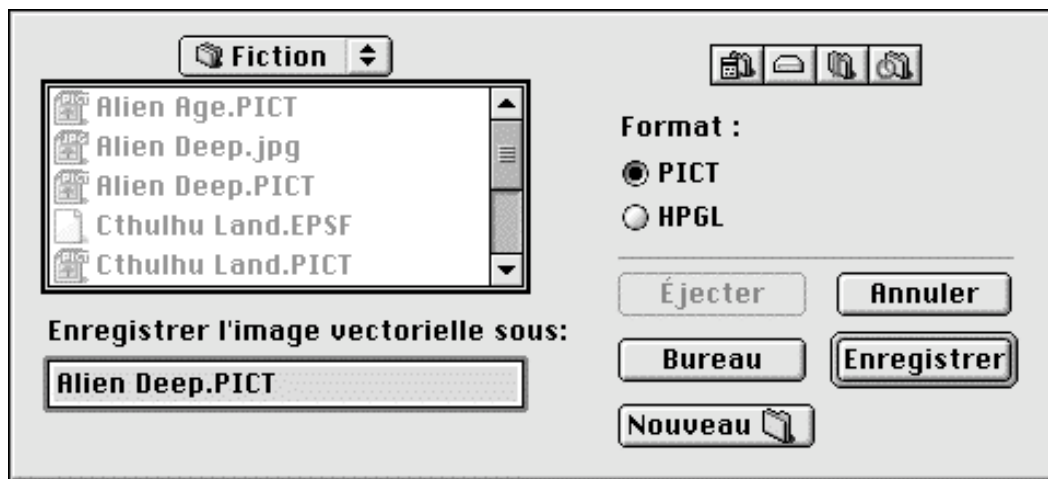 Fiction
Alien Age.PICT
Alien Deep.jpg
Alien Deep.PICT
Cthulhu Land.EPSF
Cthulhu Land.PICT
Enregistrer l'image vectorielle sous:
Alien Deep.PICT
Format :
PICT
HPGL
Éjecter
Annuler
Bureau
Enregistrer
Nouveau